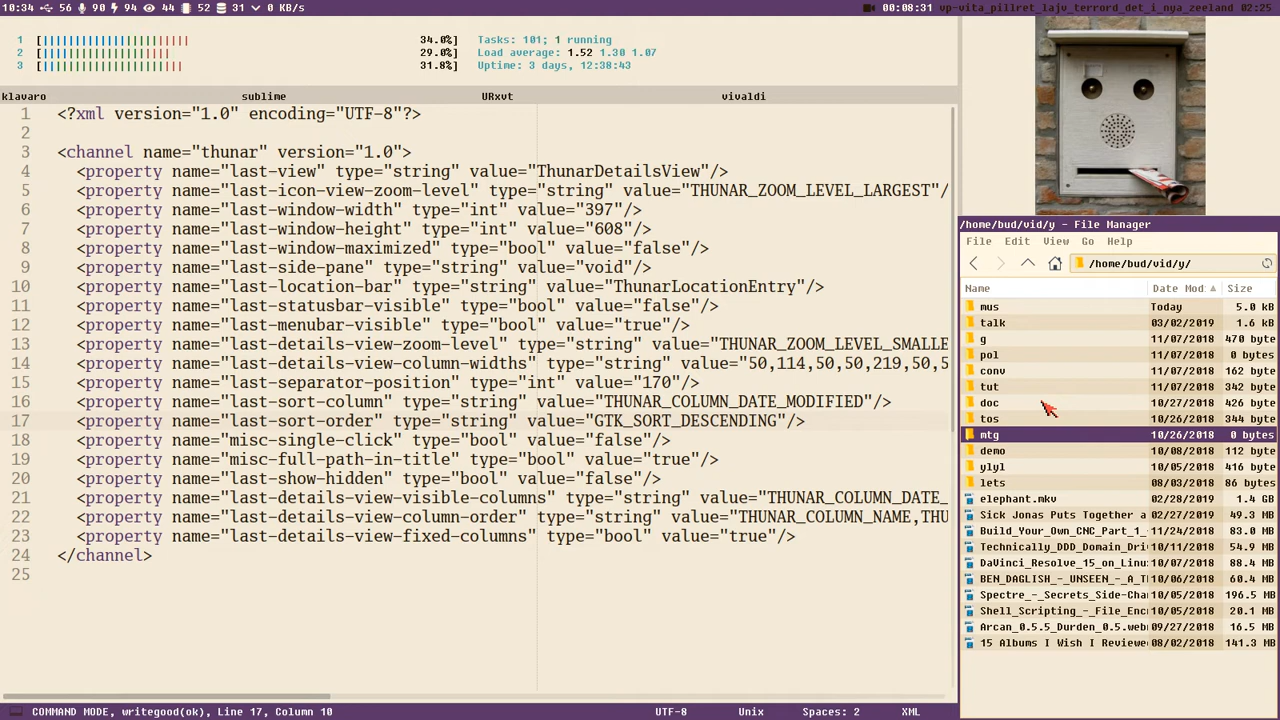 10:34 56 90 94 44 52 31 0 KB/s 00:08:31 vp-vita_pillret_lajv_terrord_det_i_nya_zeeland 02:25
1 [|||||||||||||||||||||||||||| 34.0%] Tasks: 101; 1 running
2 [||||||||||||||||||||||||| 29.0%] Load average: 1.52 1.30 1.07
3 [||||||||||||||||||||||||||| 31.8%] Uptime: 3 days, 12:38:43
klavaro sublime URxvt vivaldi
1 <?xml version="1.0" encoding="UTF-8"?>
2
3 <channel name="thunar" version="1.0">
4 <property name="last-view" type="string" value="ThunarDetailsView"/>
5 <property name="last-icon-view-zoom-level" type="string" value="THUNAR_ZOOM_LEVEL_LARGEST"/
6 <property name="last-window-width" type="int" value="397"/>
7 <property name="last-window-height" type="int" value="608"/>
8 <property name="last-window-maximized" type="bool" value="false"/>
9 <property name="last-side-pane" type="string" value="void"/>
10 <property name="last-location-bar" type="string" value="ThunarLocationEntry"/>
11 <property name="last-statusbar-visible" type="bool" value="false"/>
12 <property name="last-menubar-visible" type="bool" value="true"/>
13 <property name="last-details-view-zoom-level" type="string" value="THUNAR_ZOOM_LEVEL_SMALLE
14 <property name="last-details-view-column-widths" type="string" value="50,114,50,50,219,50,5
15 <property name="last-separator-position" type="int" value="170"/>
16 <property name="last-sort-column" type="string" value="THUNAR_COLUMN_DATE_MODIFIED"/>
17 <property name="last-sort-order" type="string" value="GTK_SORT_DESCENDING"/>
18 <property name="misc-single-click" type="bool" value="false"/>
19 <property name="misc-full-path-in-title" type="bool" value="true"/>
20 <property name="last-show-hidden" type="bool" value="false"/>
21 <property name="last-details-view-visible-columns" type="string" value="THUNAR_COLUMN_DATE_
22 <property name="last-details-view-column-order" type="string" value="THUNAR_COLUMN_NAME,THU
23 <property name="last-details-view-fixed-columns" type="bool" value="true"/>
24 </channel>
25
COMMAND MODE, writegood(ok), Line 17, Column 10 UTF-8 Unix Spaces: 2 XML
/home/bud/vid/y - File Manager
File Edit View Go Help
/home/bud/vid/y/
Name Date Mod Size
mus Today 5.0 kB
talk 03/02/2019 1.6 kB
g 11/07/2018 470 byte
pol 11/07/2018 0 bytes
conv 11/07/2018 162 byte
tut 11/07/2018 342 byte
doc 10/27/2018 426 byte
tos 10/26/2018 344 byte
mtg 10/26/2018 0 bytes
demo 10/08/2018 112 byte
ylyl 10/05/2018 416 byte
lets 08/03/2018 86 bytes
elephant.mkv 02/28/2019 1.4 GB
Sick Jonas Puts Together a 02/27/2019 49.3 MB
Build_Your_Own_CNC_Part_1_ 11/24/2018 83.0 MB
Technically_DDD_Domain_Dri 10/11/2018 54.9 MB
DaVinci_Resolve_15_on_Linu 10/07/2018 88.4 MB
BEN_DAGLISH_-_UNSEEN_-_A_T 10/06/2018 60.4 MB
Spectre_-_Secrets_Side-Cha 10/05/2018 196.5 MB
Shell_Scripting_-_File_Enc 10/05/2018 20.1 MB
Arcan_0.5.5_Durden_0.5.web 09/27/2018 16.5 MB
15 Albums I Wish I Reviewe 08/02/2018 141.3 MB